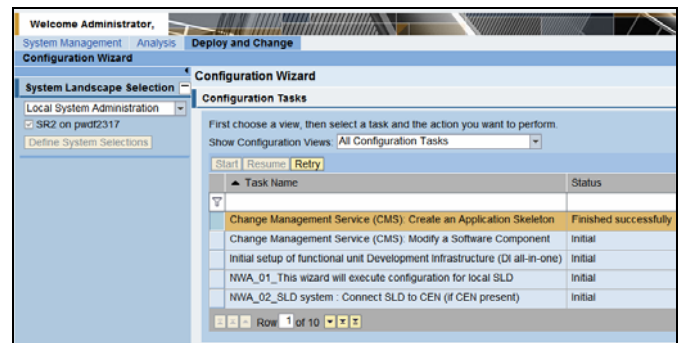 Welcome Administrator,
System Management Analysis Deploy and Change
Configuration Wizard
System Landscape Selection
Local System Administration
SR2 on pwdf2317
Define System Selections
Configuration Wizard
Configuration Tasks
First choose a view, then select a task and the action you want to perform.
Show Configuration Views: All Configuration Tasks
Start Resume Retry
Task Name Status
Change Management Service (CMS): Create an Application Skeleton Finished successfully
Change Management Service (CMS): Modify a Software Component Initial
Initial setup of functional unit Development Infrastructure (DI all-in-one) Initial
NWA_01_This wizard will execute configuration for local SLD Initial
NWA_02_SLD system : Connect SLD to CEN (if CEN present) Initial
Row 1 of 10